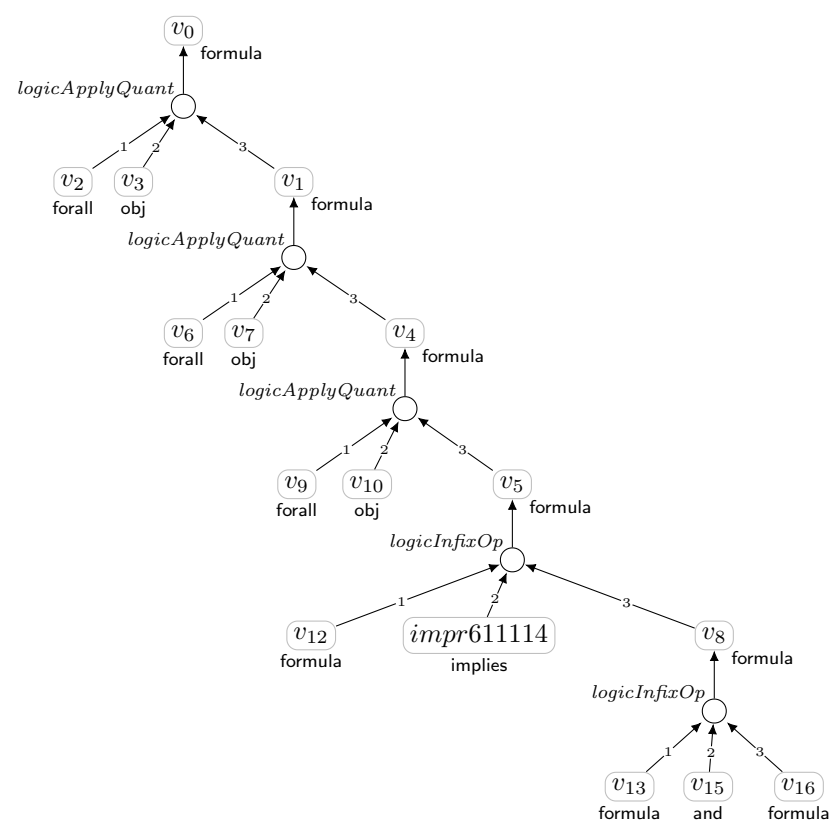 v0
formula
logicApplyQuant
1 2 3
v2 v3 v1
forall obj formula
logicApplyQuant
1 2 3
v6 v7 v4
forall obj formula
logicApplyQuant
1 2 3
v9 v10 v5
forall obj formula
logicInfixOp
1 2 3
v12 impr611114 v8
formula implies formula
logicInfixOp
1 2 3
v13 v15 v16
formula and formula